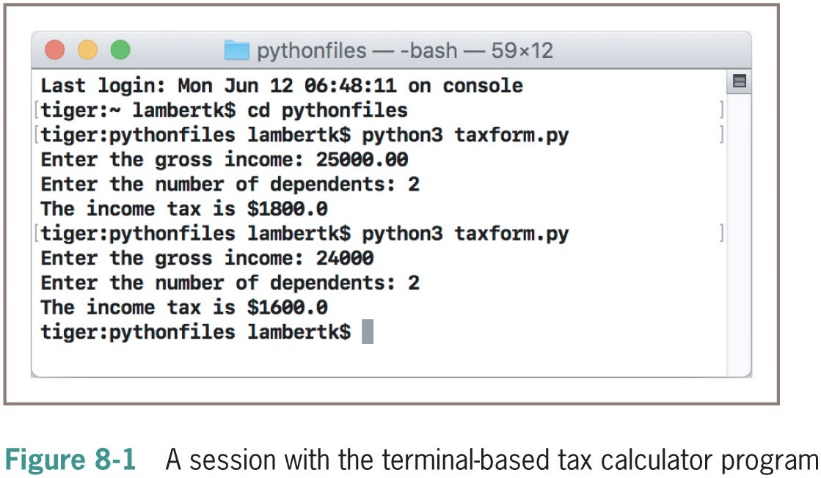 pythonfiles — -bash — 59×12
Last login: Mon Jun 12 06:48:11 on console
[tiger:~ lambertk$ cd pythonfiles ]
[tiger:pythonfiles lambertk$ python3 taxform.py ]
Enter the gross income: 25000.00
Enter the number of dependents: 2
The income tax is $1800.0
[tiger:pythonfiles lambertk$ python3 taxform.py ]
Enter the gross income: 24000
Enter the number of dependents: 2
The income tax is $1600.0
tiger:pythonfiles lambertk$
Figure 8-1 A session with the terminal-based tax calculator program